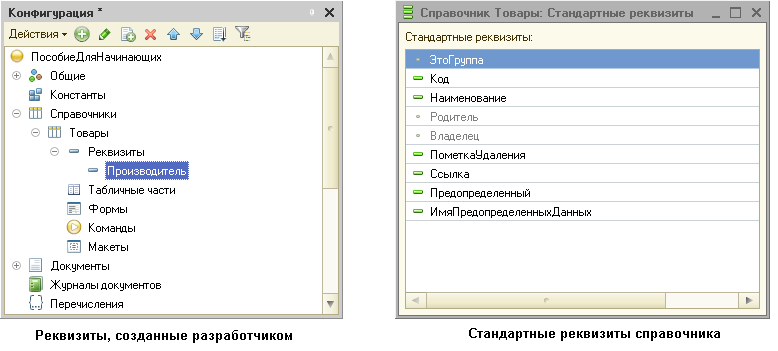 Конфигурация *
Действия
ПособиеДляНачинающих
Общие
Константы
Справочники
Товары
Реквизиты
Производитель
Табличные части
Формы
Команды
Макеты
Документы
Журналы документов
Перечисления
Реквизиты, созданные разработчиком
Справочник Товары: Стандартные реквизиты
Стандартные реквизиты:
ЭтоГруппа
Код
Наименование
Родитель
Владелец
ПометкаУдаления
Ссылка
Предопределенный
ИмяПредопределенныхДанных
Стандартные реквизиты справочника